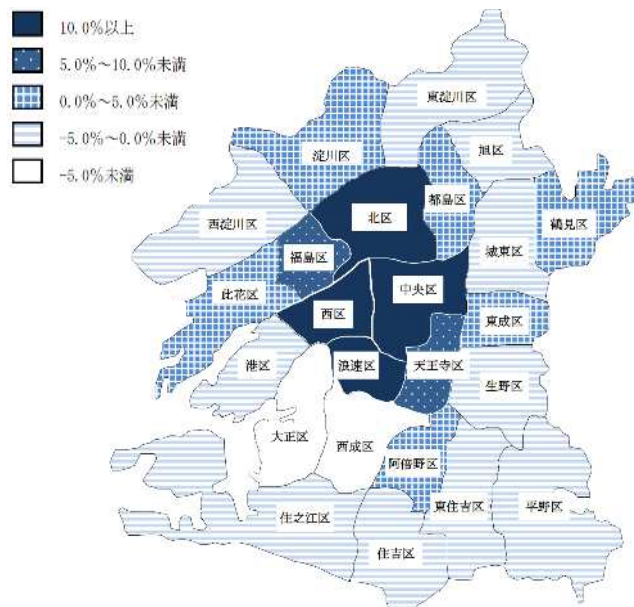 10.0%以上
5.0%～10.0%未満
0.0%～5.0%未満
-5.0%～0.0%未満
-5.0%未満
東淀川区
淀川区
旭区
都島区
北区
鶴見区
西淀川区
城東区
福島区
中央区
此花区
西区
東成区
浪速区
天王寺区
港区
生野区
大正区
西成区
阿倍野区
東住吉区
平野区
住之江区
住吉区